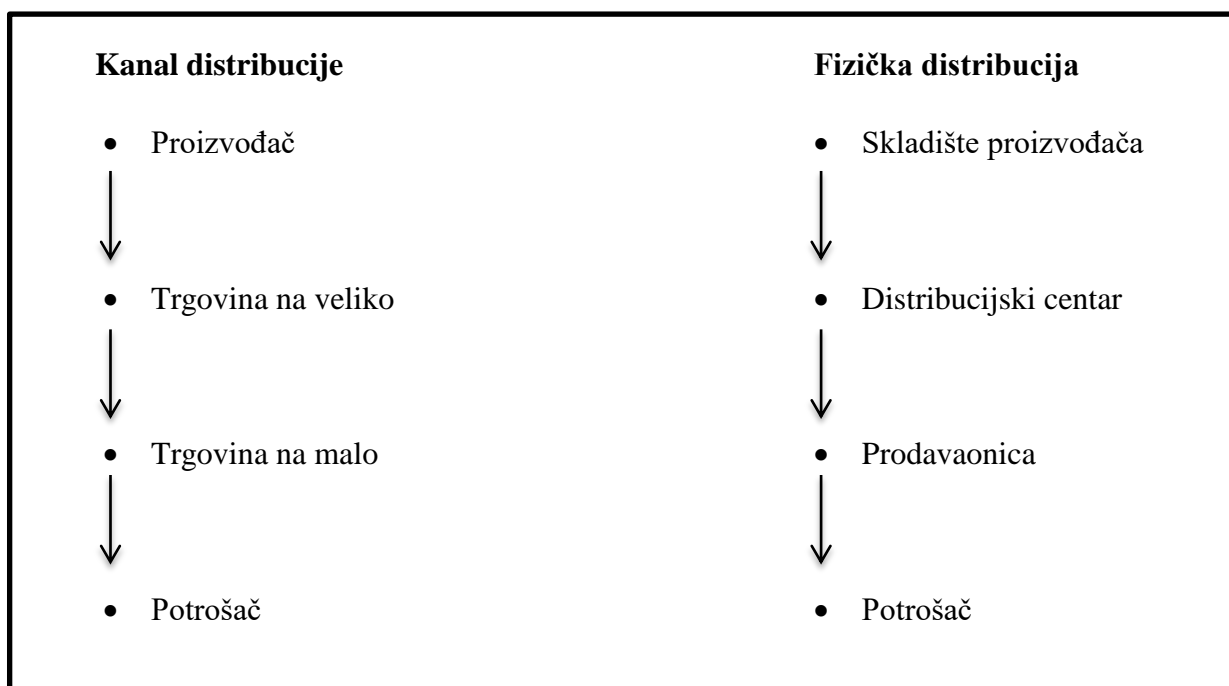 Kanal distribucije
• Proizvođač
• Trgovina na veliko
• Trgovina na malo
• Potrošač
Fizička distribucija
• Skladište proizvođača
• Distribucijski centar
• Prodavaonica
• Potrošač